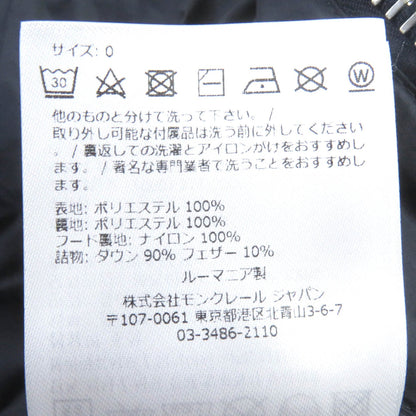 サイズ: 0
30
W
他のものと分けて洗って下さい。/
取り外し可能な付属品は洗う前に外してくださ
い。/ 裏返しでの洗濯とアイロンかけをおすすめし
ます。/ 著名な専門業者で洗うことをおすすめし
ます。
表地: ポリエステル 100%
裏地: ポリエステル 100%
フード裏地: ナイロン 100%
詰物: ダウン 90% フェザー 10%
ルーマニア製
株式会社モンクレール ジャパン
〒107-0061 東京都港区北青山3-6-7
03-3486-2110